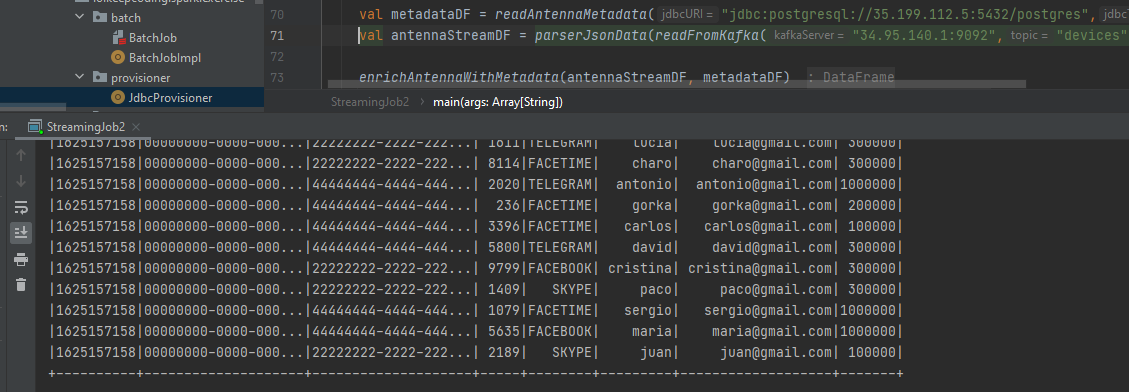 batch
BatchJob
BatchJobImpl
provisioner
JdbcProvisioner
70 val metadataDF = readAntennaMetadata( jdbcURI = "jdbc:postgresql://35.199.112.5:5432/postgres",
71 val antennaStreamDF = parserJsonData(readFromKafka( kafkaServer = "34.95.140.1:9092", topic = "devices"
72
73 enrichAntennaWithMetadata(antennaStreamDF, metadataDF) : DataFrame
StreamingJob2 > main(args: Array[String])
n: StreamingJob2 ×
|1625157158|00000000-0000-000...|22222222-2222-222...| 1611|TELEGRAM| lucia| lucia@gmail.com| 300000|
|1625157158|00000000-0000-000...|22222222-2222-222...| 8114|FACETIME| charo| charo@gmail.com| 300000|
|1625157158|00000000-0000-000...|44444444-4444-444...| 2020|TELEGRAM| antonio| antonio@gmail.com|1000000|
|1625157158|00000000-0000-000...|44444444-4444-444...| 236|FACETIME| gorka| gorka@gmail.com| 200000|
|1625157158|00000000-0000-000...|44444444-4444-444...| 3396|FACETIME| carlos| carlos@gmail.com| 100000|
|1625157158|00000000-0000-000...|44444444-4444-444...| 5800|TELEGRAM| david| david@gmail.com| 300000|
|1625157158|00000000-0000-000...|22222222-2222-222...| 9799|FACEBOOK|cristina|cristina@gmail.com| 300000|
|1625157158|00000000-0000-000...|22222222-2222-222...| 1409| SKYPE| paco| paco@gmail.com| 300000|
|1625157158|00000000-0000-000...|44444444-4444-444...| 1079|FACETIME| sergio| sergio@gmail.com|1000000|
|1625157158|00000000-0000-000...|44444444-4444-444...| 5635|FACEBOOK| maria| maria@gmail.com|1000000|
|1625157158|00000000-0000-000...|22222222-2222-222...| 2189| SKYPE| juan| juan@gmail.com| 100000|
+----------+--------------------+--------------------+-----+--------+--------+------------------+-------+